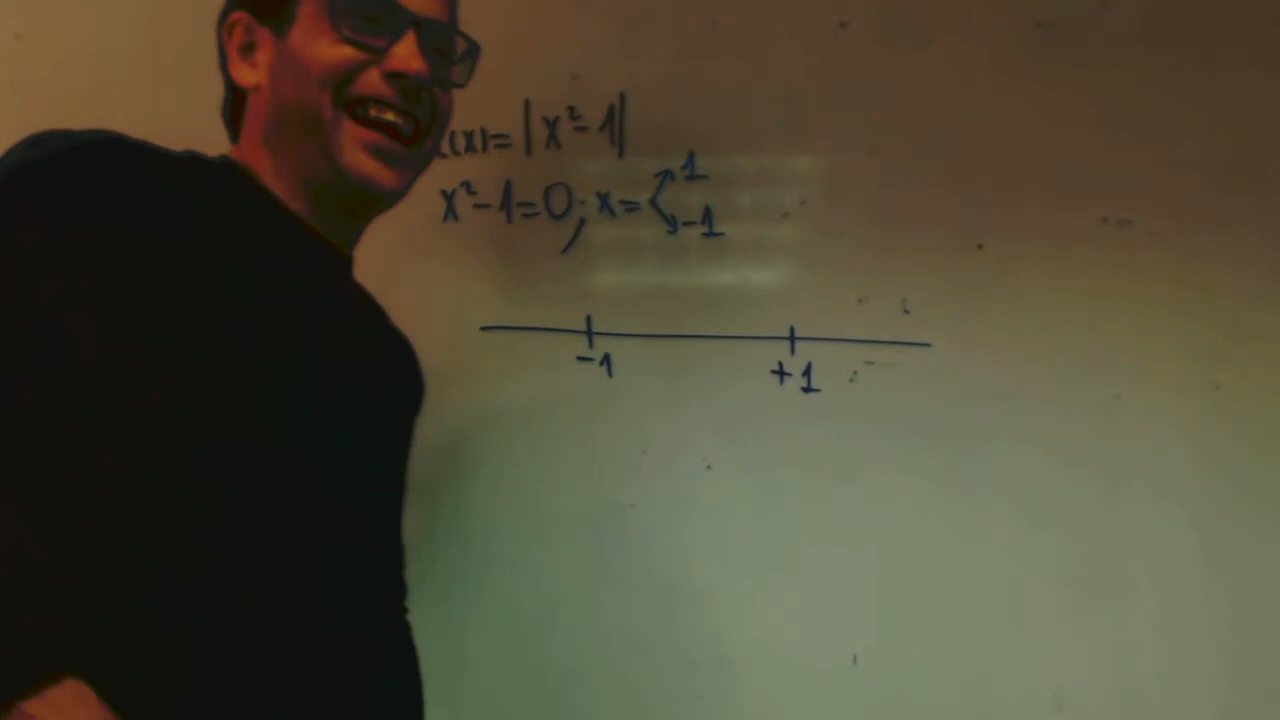 (x)=|x²-1|
x²-1=0; x=
1
-1
-1
+1